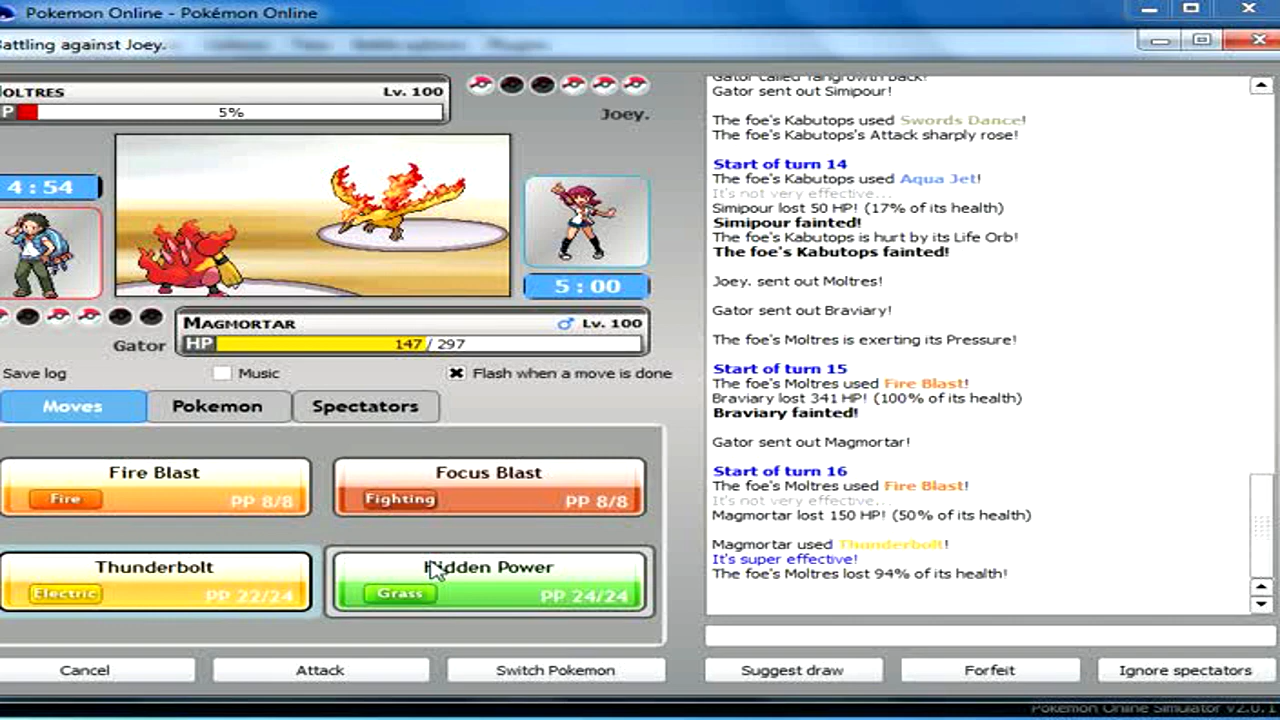 Pokemon Online - Pokémon Online
Battling against Joey.
OLTRES Lv. 100
P 5%
Joey.
4:54
5:00
MAGMORTAR ♂ Lv. 100
HP 147 / 297
Gator
Save log Music Flash when a move is done
Moves Pokemon Spectators
Fire Blast
Fire PP 8/8
Focus Blast
Fighting PP 8/8
Thunderbolt
Electric PP 22/24
Hidden Power
Grass PP 24/24
Cancel Attack Switch Pokemon
Gator called Tangrowth back!
Gator sent out Simipour!
The foe's Kabutops used Swords Dance!
The foe's Kabutops's Attack sharply rose!
Start of turn 14
The foe's Kabutops used Aqua Jet!
It's not very effective...
Simipour lost 50 HP! (17% of its health)
Simipour fainted!
The foe's Kabutops is hurt by its Life Orb!
The foe's Kabutops fainted!
Joey. sent out Moltres!
Gator sent out Braviary!
The foe's Moltres is exerting its Pressure!
Start of turn 15
The foe's Moltres used Fire Blast!
Braviary lost 341 HP! (100% of its health)
Braviary fainted!
Gator sent out Magmortar!
Start of turn 16
The foe's Moltres used Fire Blast!
It's not very effective...
Magmortar lost 150 HP! (50% of its health)
Magmortar used Thunderbolt!
It's super effective!
The foe's Moltres lost 94% of its health!
Suggest draw Forfeit Ignore spectators
Pokemon Online Simulator v2.0.1